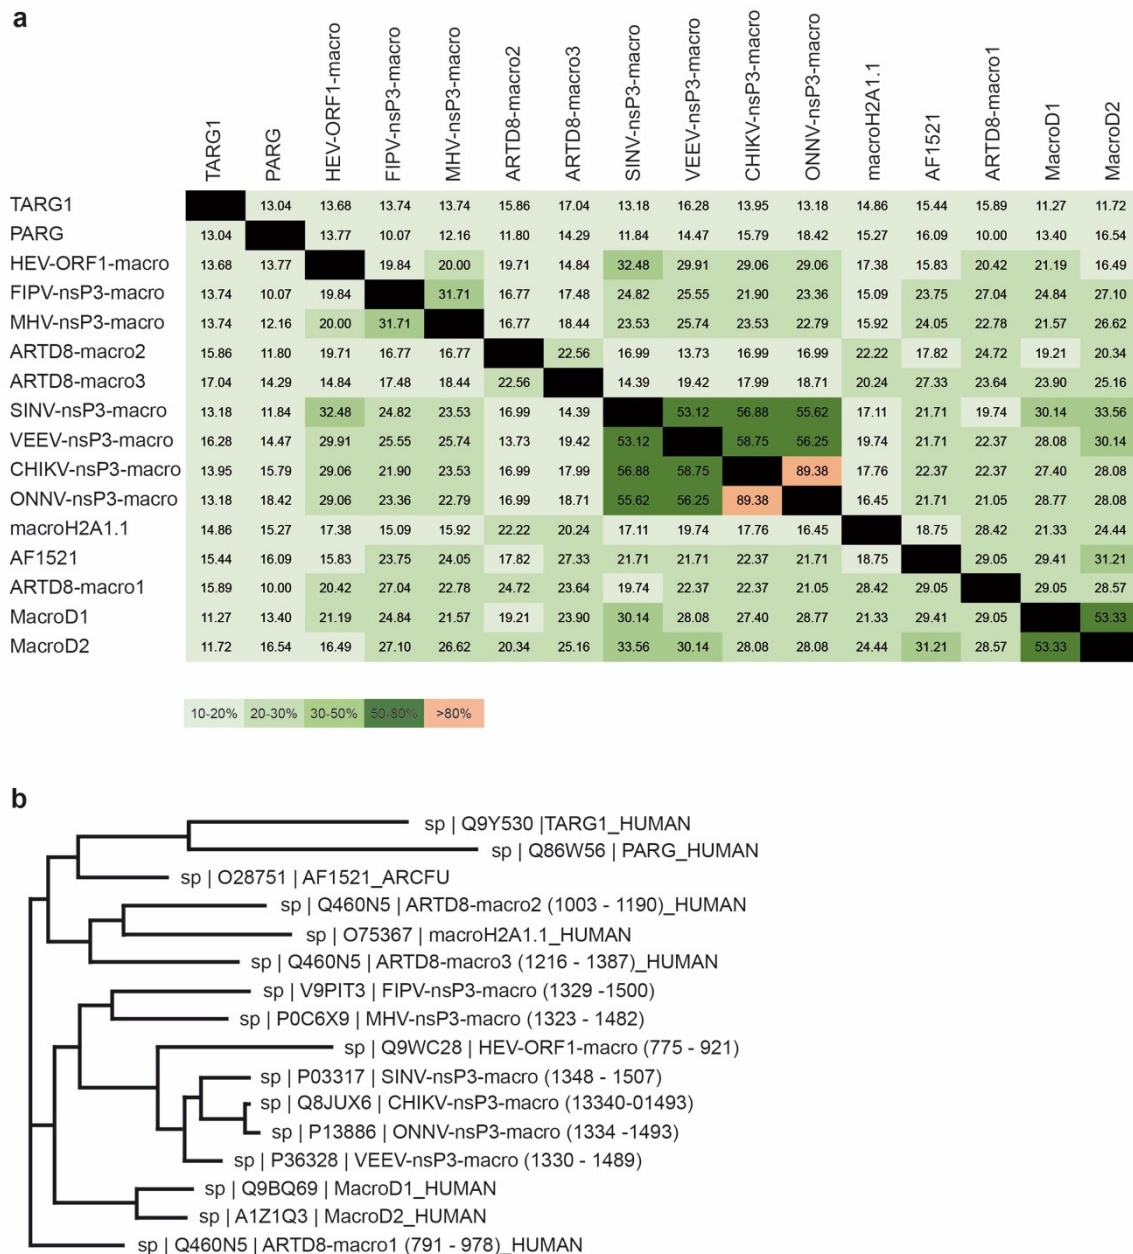 a
TARG1 PARG HEV-ORF1-macro FIPV-nsP3-macro MHV-nsP3-macro ARTD8-macro2 ARTD8-macro3 SINV-nsP3-macro VEEV-nsP3-macro CHIKV-nsP3-macro ONNV-nsP3-macro macroH2A1.1 AF1521 ARTD8-macro1 MacroD1 MacroD2
TARG1 13.04 13.68 13.74 13.74 15.86 17.04 13.18 16.28 13.95 13.18 14.86 15.44 15.89 11.27 11.72
PARG 13.04 13.77 10.07 12.16 11.80 14.29 11.84 14.47 15.79 18.42 15.27 16.09 10.00 13.40 16.54
HEV-ORF1-macro 13.68 13.77 19.84 20.00 19.71 14.84 32.48 29.91 29.06 29.06 17.38 15.83 20.42 21.19 16.49
FIPV-nsP3-macro 13.74 10.07 19.84 31.71 16.77 17.48 24.82 25.55 21.90 23.36 15.09 23.75 27.04 24.84 27.10
MHV-nsP3-macro 13.74 12.16 20.00 31.71 16.77 18.44 23.53 25.74 23.53 22.79 15.92 24.05 22.78 21.57 26.62
ARTD8-macro2 15.86 11.80 19.71 16.77 16.77 22.56 16.99 13.73 16.99 16.99 22.22 17.82 24.72 19.21 20.34
ARTD8-macro3 17.04 14.29 14.84 17.48 18.44 22.56 14.39 19.42 17.99 18.71 20.24 27.33 23.64 23.90 25.16
SINV-nsP3-macro 13.18 11.84 32.48 24.82 23.53 16.99 14.39 53.12 56.88 55.62 17.11 21.71 19.74 30.14 33.56
VEEV-nsP3-macro 16.28 14.47 29.91 25.55 25.74 13.73 19.42 53.12 58.75 56.25 19.74 21.71 22.37 28.08 30.14
CHIKV-nsP3-macro 13.95 15.79 29.06 21.90 23.53 16.99 17.99 56.88 58.75 89.38 17.76 22.37 22.37 27.40 28.08
ONNV-nsP3-macro 13.18 18.42 29.06 23.36 22.79 16.99 18.71 55.62 56.25 89.38 16.45 21.71 21.05 28.77 28.08
macroH2A1.1 14.86 15.27 17.38 15.09 15.92 22.22 20.24 17.11 19.74 17.76 16.45 18.75 28.42 21.33 24.44
AF1521 15.44 16.09 15.83 23.75 24.05 17.82 27.33 21.71 21.71 22.37 21.71 18.75 29.05 29.41 31.21
ARTD8-macro1 15.89 10.00 20.42 27.04 22.78 24.72 23.64 19.74 22.37 22.37 21.05 28.42 29.05 29.05 28.57
MacroD1 11.27 13.40 21.19 24.84 21.57 19.21 23.90 30.14 28.08 27.40 28.77 21.33 29.41 29.05 53.33
MacroD2 11.72 16.54 16.49 27.10 26.62 20.34 25.16 33.56 30.14 28.08 28.08 24.44 31.21 28.57 53.33
10-20% 20-30% 30-50% 50-80% >80%
b
sp | Q9Y530 |TARG1_HUMAN
sp | Q86W56 | PARG_HUMAN
sp | O28751 | AF1521_ARCFU
sp | Q460N5 | ARTD8-macro2 (1003 - 1190)_HUMAN
sp | O75367 | macroH2A1.1_HUMAN
sp | Q460N5 | ARTD8-macro3 (1216 - 1387)_HUMAN
sp | V9PIT3 | FIPV-nsP3-macro (1329 -1500)
sp | P0C6X9 | MHV-nsP3-macro (1323 - 1482)
sp | Q9WC28 | HEV-ORF1-macro (775 - 921)
sp | P03317 | SINV-nsP3-macro (1348 - 1507)
sp | Q8JUX6 | CHIKV-nsP3-macro (13340-01493)
sp | P13886 | ONNV-nsP3-macro (1334 -1493)
sp | P36328 | VEEV-nsP3-macro (1330 - 1489)
sp | Q9BQ69 | MacroD1_HUMAN
sp | A1Z1Q3 | MacroD2_HUMAN
sp | Q460N5 | ARTD8-macro1 (791 - 978)_HUMAN